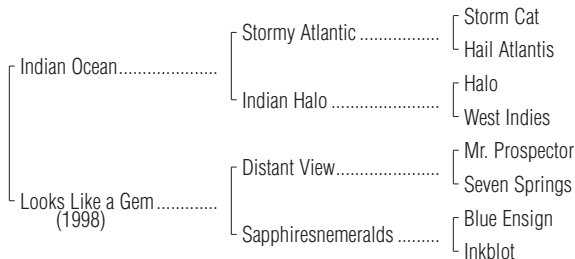 Storm Cat
Stormy Atlantic ..................
Hail Atlantis
Indian Ocean.....................
Halo
Indian Halo ........................
West Indies
Mr. Prospector
Distant View.......................
Seven Springs
Looks Like a Gem.............
(1998)
Blue Ensign
Sapphiresnemeralds .........
Inkblot